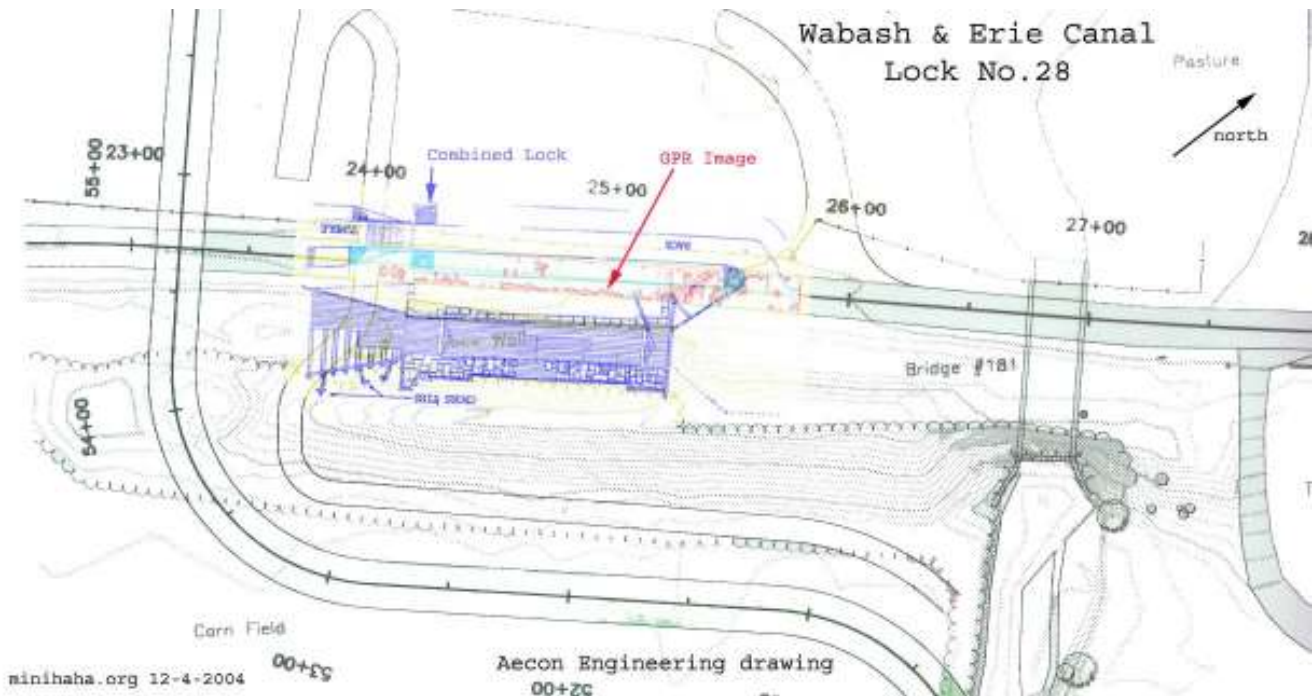 Wabash & Erie Canal
Lock No.28
Pasture
north
55+00
23+00
24+00
Combined Lock
25+00
GPR Image
26+00
27+00
Bridge #181
54+00
Corn Field
53+00
Aecon Engineering drawing
52+00
minihaha.org 12-4-2004